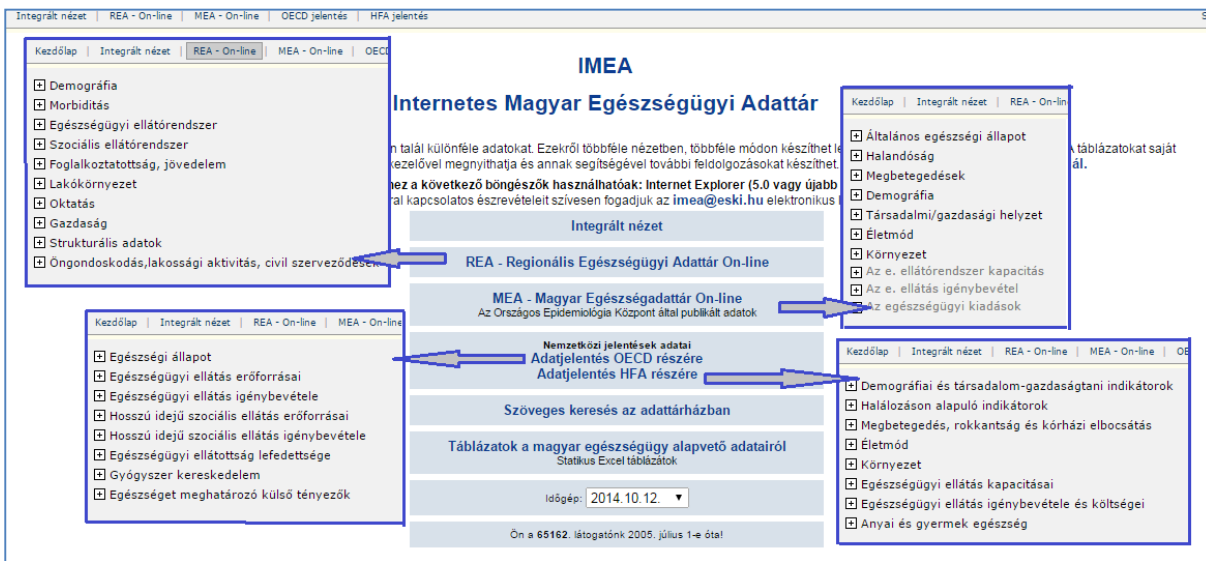 Integrált nézet | REA - On-line | MEA - On-line | OECD jelentés | HFA jelentés
S
Kezdőlap | Integrált nézet | REA - On-line | MEA - On-line | OECD
Demográfia
Morbiditás
Egészségügyi ellátórendszer
Szociális ellátórendszer
Foglalkoztatottság, jövedelem
Lakókörnyezet
Oktatás
Gazdaság
Strukturális adatok
Öngondoskodás,lakossági aktivitás, civil szerveződések
IMEA
Internetes Magyar Egészségügyi Adattár
n talál különféle adatokat. Ezekről többféle nézetben, többféle módon készíthet le
A táblázatokat saját
kezelővel megnyithatja és annak segítségével további feldolgozásokat készíthet.
ál.
hez a következő böngészők használhatóak: Internet Explorer (5.0 vagy újabb
ral kapcsolatos észrevételeit szívesen fogadjuk az imea@eski.hu elektronikus
Integrált nézet
REA - Regionális Egészségügyi Adattár On-line
MEA - Magyar Egészségadattár On-line
Az Országos Epidemiológia Központ által publikált adatok
Nemzetközi jelentések adatai
Adatjelentés OECD részére
Adatjelentés HFA részére
Szöveges keresés az adattárházban
Táblázatok a magyar egészségügy alapvető adatairól
Statikus Excel táblázatok
Időgép: 2014.10.12.
Ön a 65162. látogatónk 2005. július 1-e óta!
Kezdőlap | Integrált nézet | REA - On-lin
Általános egészségi állapot
Halandóság
Megbetegedések
Demográfia
Társadalmi/gazdasági helyzet
Életmód
Környezet
Az e. ellátórendszer kapacitás
Az e. ellátás igénybevétel
Az egészségügyi kiadások
Kezdőlap | Integrált nézet | REA - On-line | MEA - On-line
Egészségi állapot
Egészségügyi ellátás erőforrásai
Egészségügyi ellátás igénybevétele
Hosszú idejű szociális ellátás erőforrásai
Hosszú idejű szociális ellátás igénybevétele
Egészségügyi ellátottság lefedettsége
Gyógyszer kereskedelem
Egészséget meghatározó külső tényezők
Kezdőlap | Integrált nézet | REA - On-line | MEA - On-line | OE
Demográfiai és társadalom-gazdaságtani indikátorok
Halálozáson alapuló indikátorok
Megbetegedés, rokkantság és kórházi elbocsátás
Életmód
Környezet
Egészségügyi ellátás kapacitásai
Egészségügyi ellátás igénybevétele és költségei
Anyai és gyermek egészség